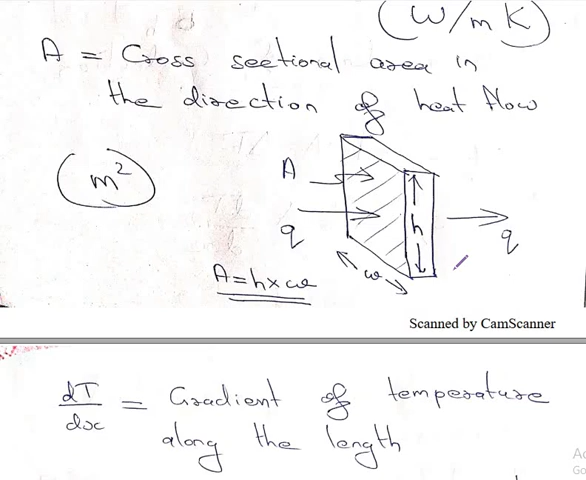 (W/m K)
A = Cross sectional area in
the direction of heat flow
(m²)
A
q
h
q
w
A = h × w
Scanned by CamScanner
dT/dx = Gradient of temperature
along the length